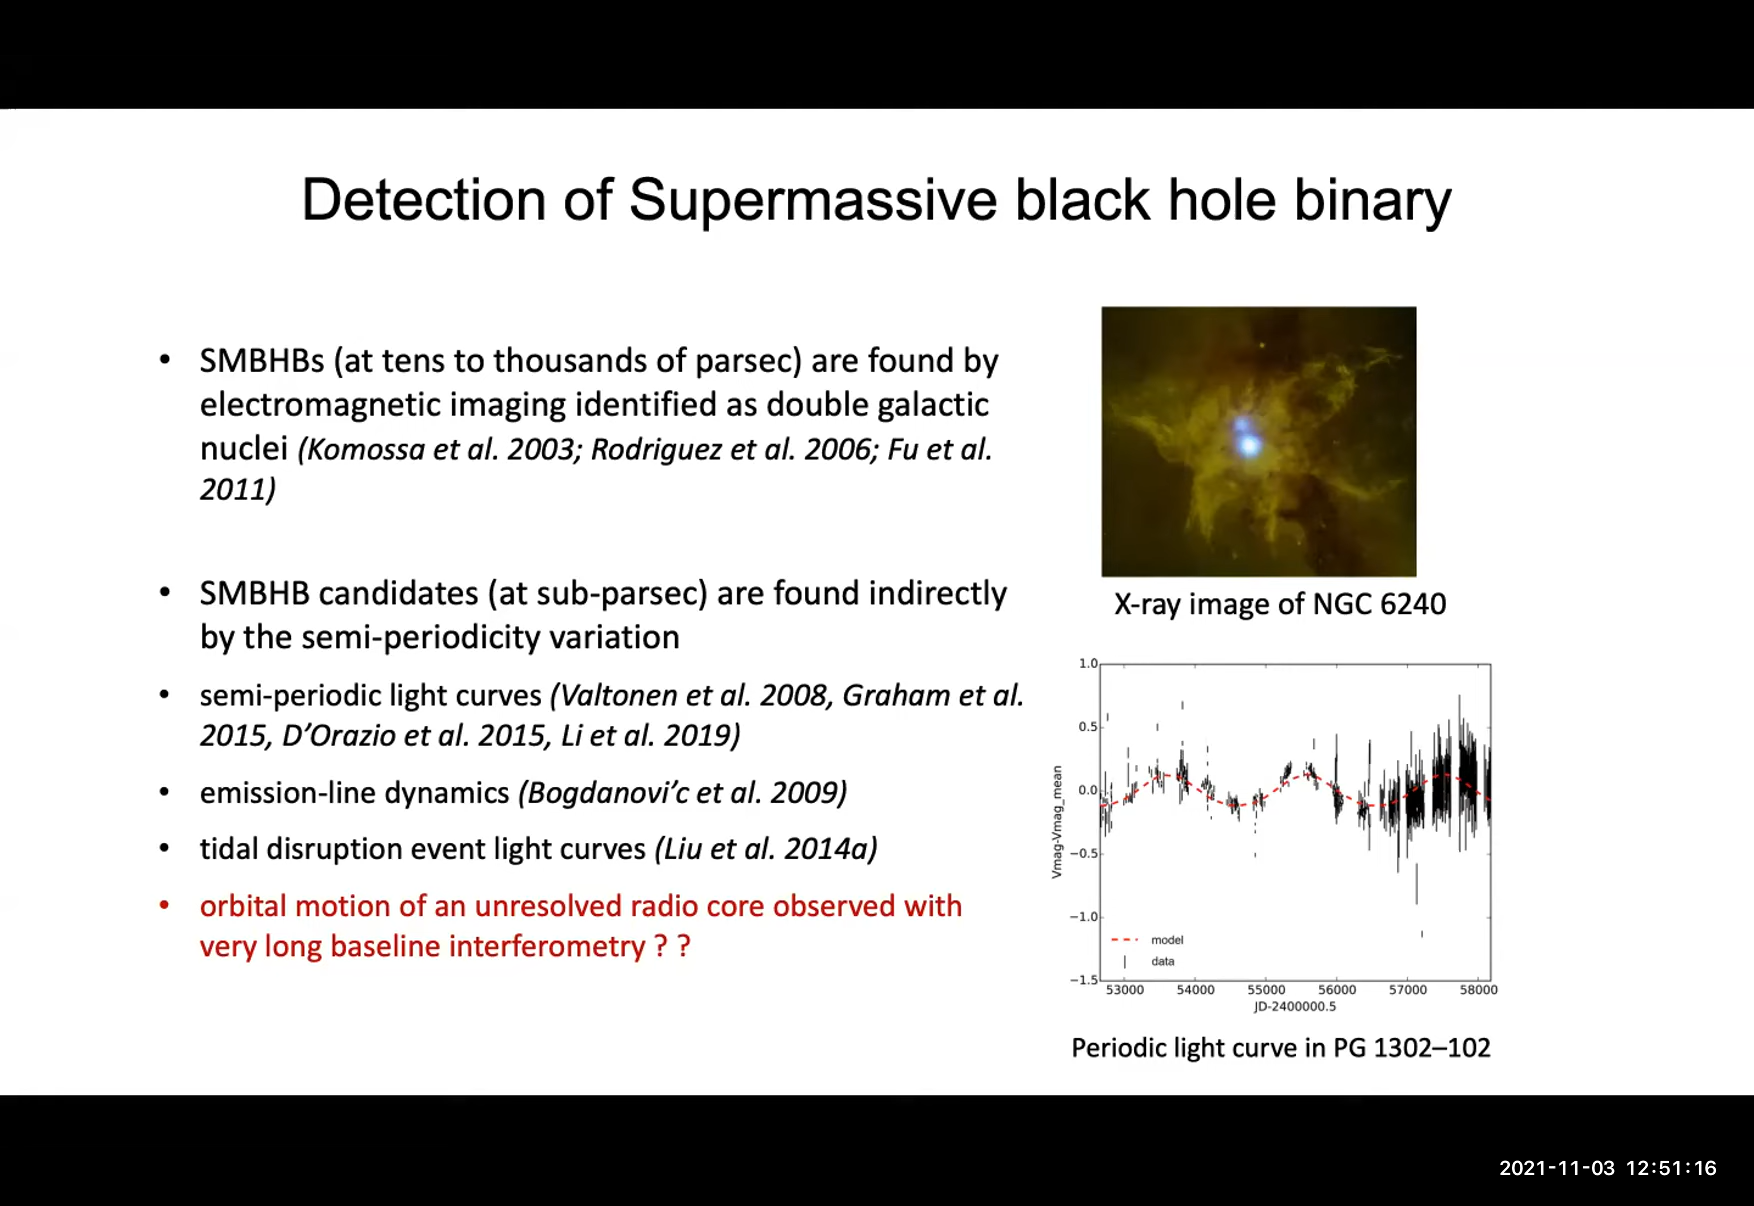 Detection of Supermassive black hole binary
• SMBHBs (at tens to thousands of parsec) are found by
electromagnetic imaging identified as double galactic
nuclei (Komossa et al. 2003; Rodriguez et al. 2006; Fu et al.
2011)
• SMBHB candidates (at sub-parsec) are found indirectly
by the semi-periodicity variation
• semi-periodic light curves (Valtonen et al. 2008, Graham et al.
2015, D’Orazio et al. 2015, Li et al. 2019)
• emission-line dynamics (Bogdanovi’c et al. 2009)
• tidal disruption event light curves (Liu et al. 2014a)
• orbital motion of an unresolved radio core observed with
very long baseline interferometry ? ?
X-ray image of NGC 6240
1.0
0.5
0.0
−0.5
−1.0
−1.5
Vmag-Vmag_mean
model
data
53000 54000 55000 56000 57000 58000
JD-2400000.5
Periodic light curve in PG 1302–102
2021-11-03 12:51:16